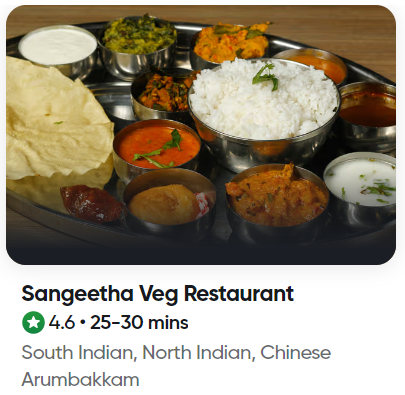 Sangeetha Veg Restaurant
4.6 • 25-30 mins
South Indian, North Indian, Chinese
Arumbakkam